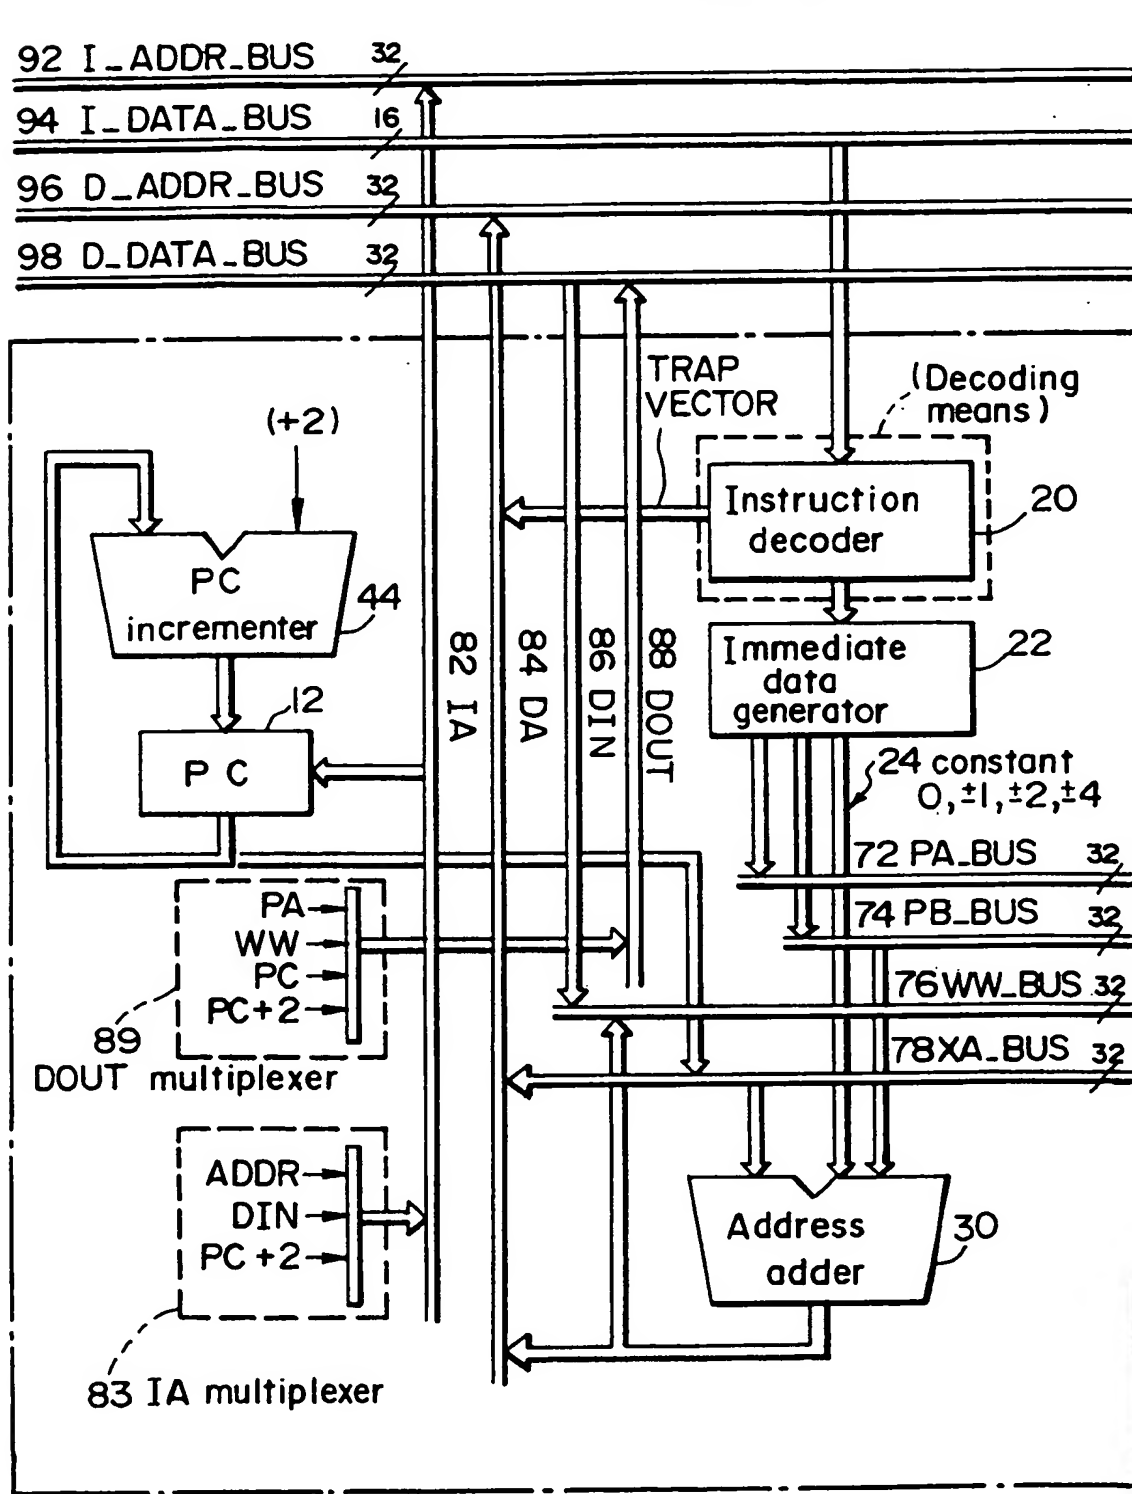 92 I_ADDR_BUS 32
94 I_DATA_BUS 16
96 D_ADDR_BUS 32
98 D_DATA_BUS 32
TRAP
VECTOR
(Decoding
means)
(+2)
Instruction
decoder
20
PC
incrementer
44
82 IA
84 DA
86 DIN
88 DOUT
Immediate
data
generator
22
12
PC
24 constant
0,±1,±2,±4
72 PA_BUS 32
74 PB_BUS 32
76 WW_BUS 32
78 XA_BUS 32
PA
WW
PC
PC+2
89
DOUT multiplexer
ADDR
DIN
PC+2
83 IA multiplexer
Address
adder
30